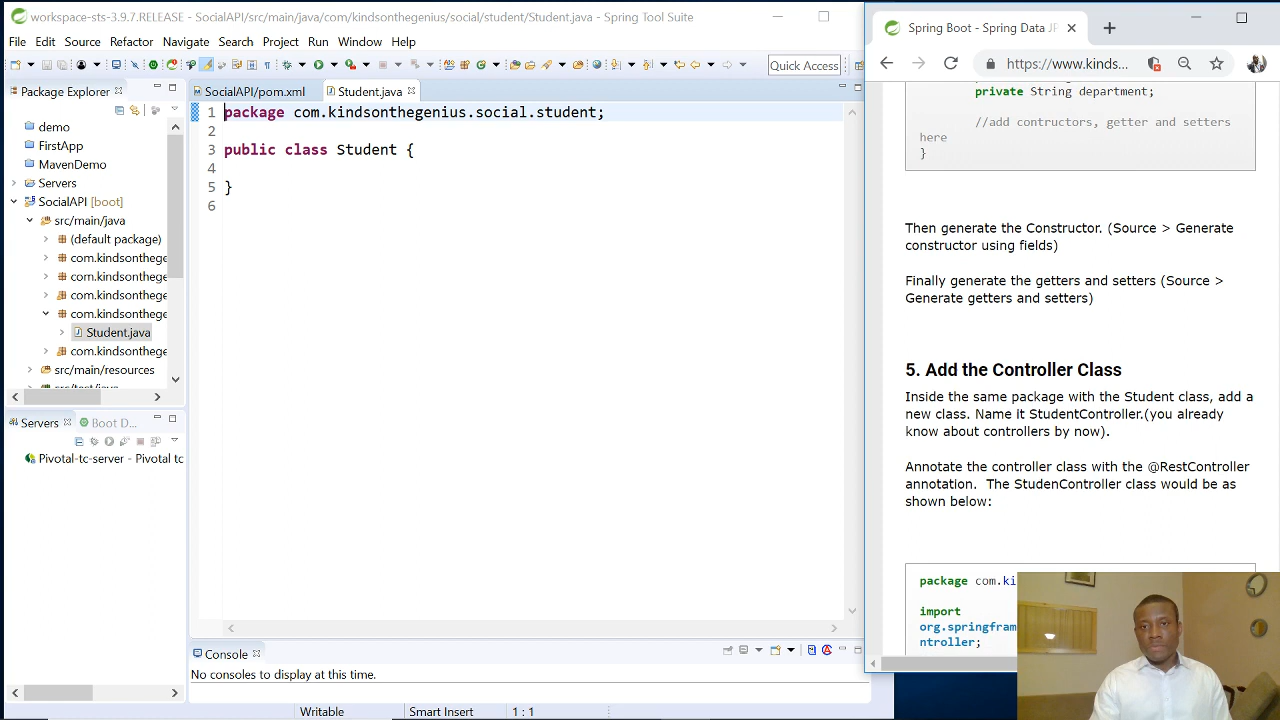 workspace-sts-3.9.7.RELEASE - SocialAPI/src/main/java/com/kindsonthegenius/social/student/Student.java - Spring Tool Suite
File Edit Source Refactor Navigate Search Project Run Window Help
Quick Access
Package Explorer
demo
FirstApp
MavenDemo
Servers
SocialAPI [boot]
src/main/java
(default package)
com.kindsonthege
com.kindsonthege
com.kindsonthege
com.kindsonthege
Student.java
com.kindsonthege
src/main/resources
src/test/java
Servers Boot D...
Pivotal-tc-server - Pivotal tc
SocialAPI/pom.xml Student.java
1 package com.kindsonthegenius.social.student;
2
3 public class Student {
4
5 }
6
Console
No consoles to display at this time.
Writable Smart Insert 1 : 1
Spring Boot - Spring Data JP
https://www.kinds...
private String department;
//add contructors, getter and setters
here
}
Then generate the Constructor. (Source > Generate
constructor using fields)
Finally generate the getters and setters (Source >
Generate getters and setters)
5. Add the Controller Class
Inside the same package with the Student class, add a
new class. Name it StudentController.(you already
know about controllers by now).
Annotate the controller class with the @RestController
annotation. The StudenController class would be as
shown below:
package com.ki
import
org.springfram
ntroller;